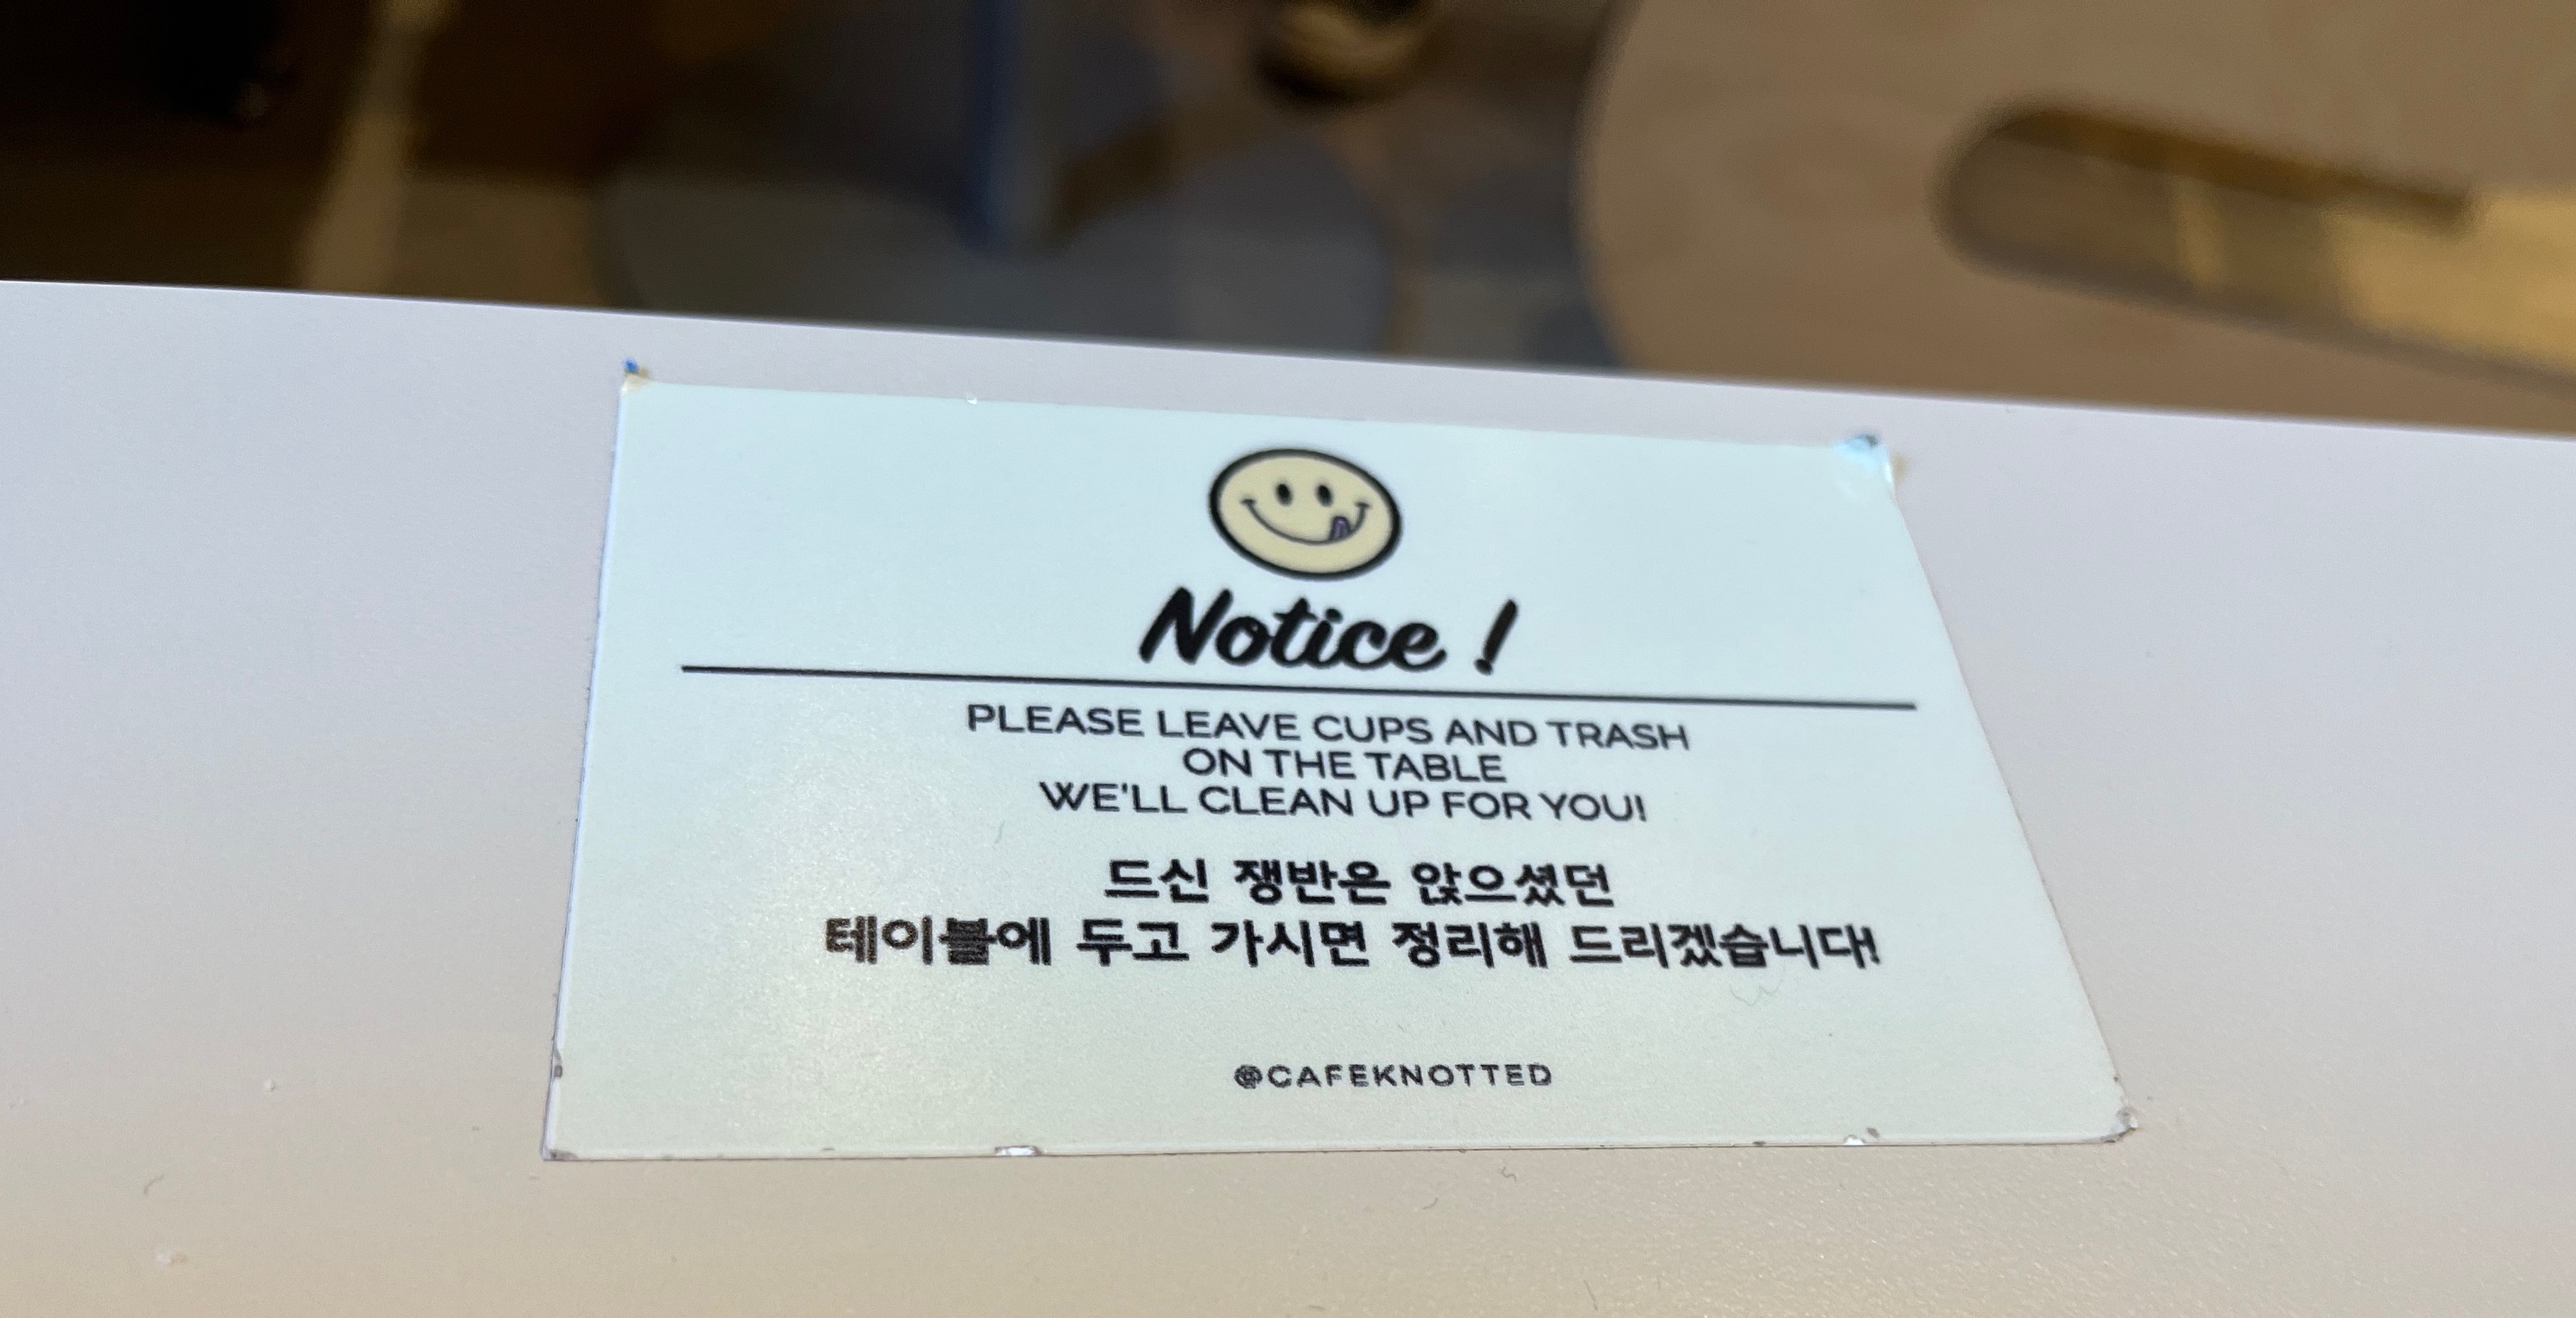 Notice !
PLEASE LEAVE CUPS AND TRASH
ON THE TABLE
WE'LL CLEAN UP FOR YOU!
드신 쟁반은 앉으셨던
테이블에 두고 가시면 정리해 드리겠습니다!
@CAFEKNOTTED